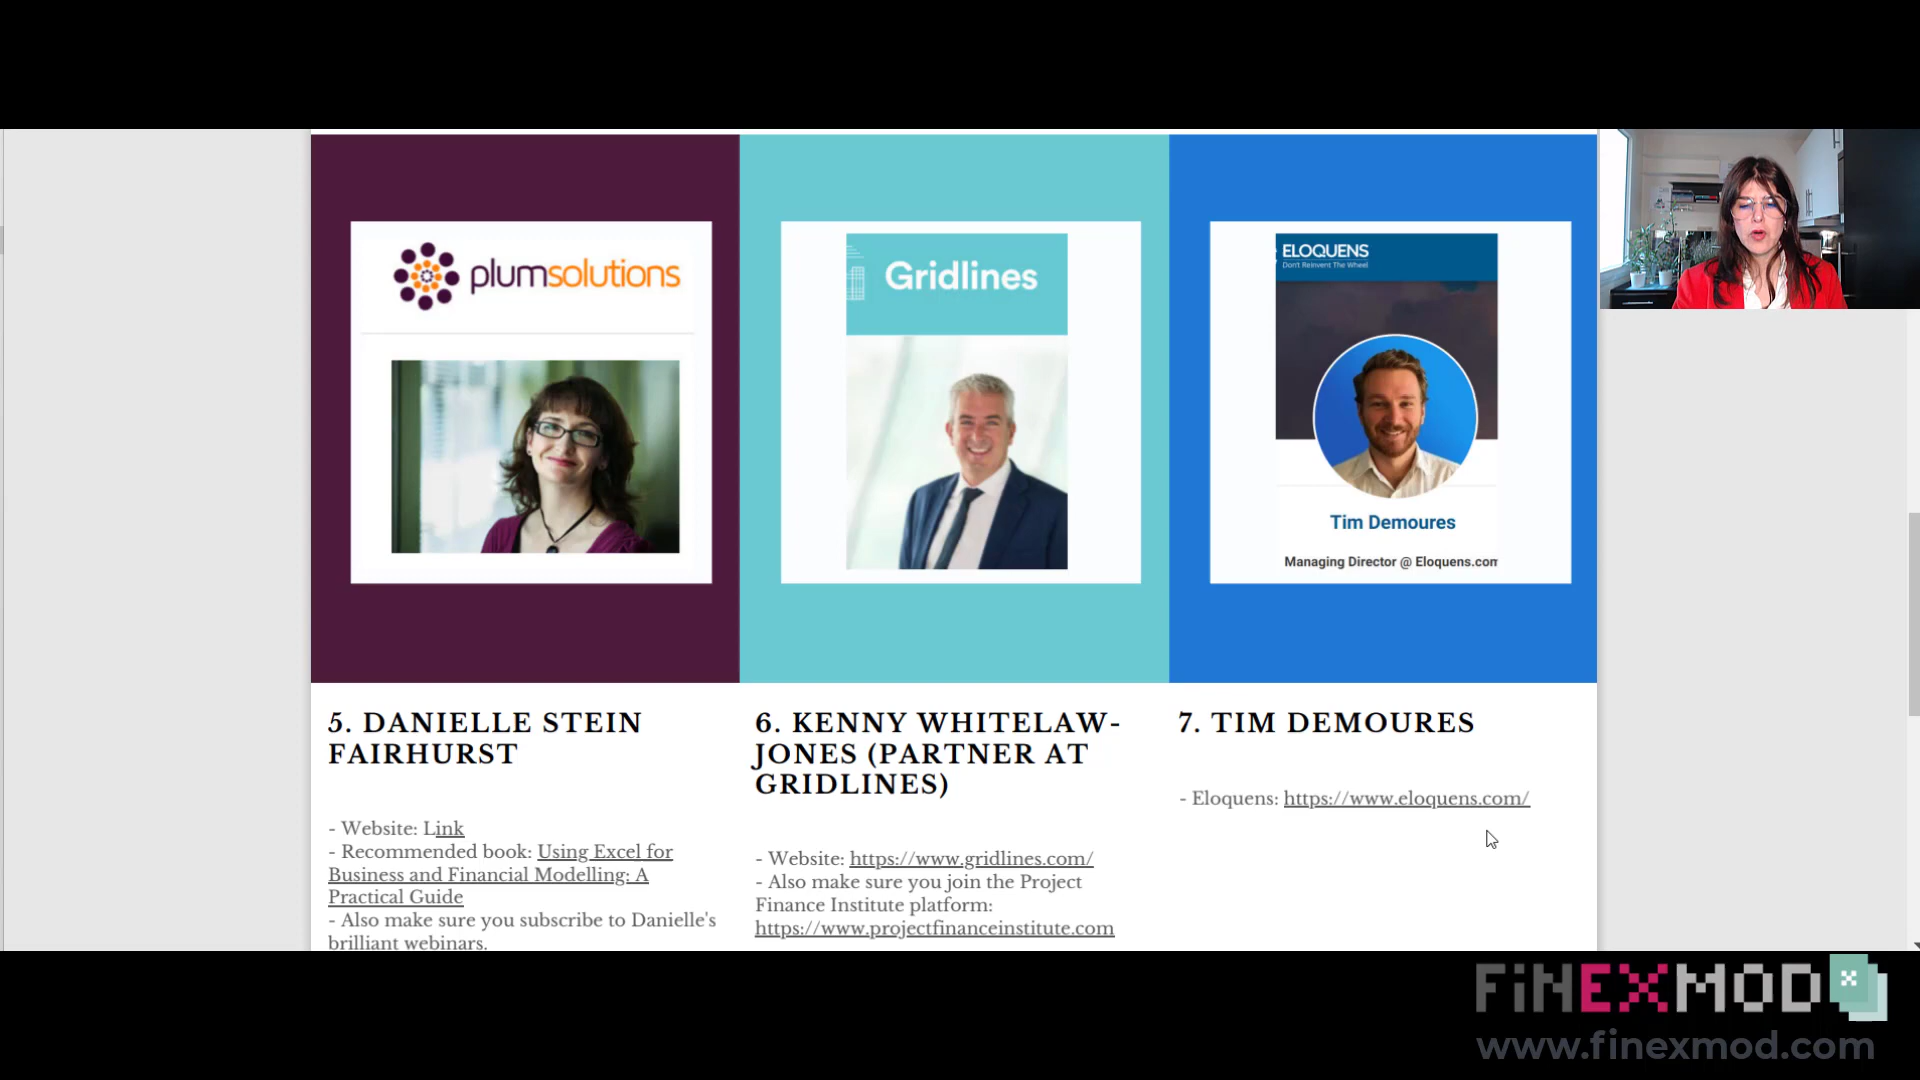 plumsolutions
Gridlines
ELOQUENS
Don't Reinvent The Wheel
Tim Demoures
Managing Director @ Eloquens.com
5. DANIELLE STEIN
FAIRHURST
- Website: Link
- Recommended book: Using Excel for
Business and Financial Modelling: A
Practical Guide
- Also make sure you subscribe to Danielle's
brilliant webinars.
6. KENNY WHITELAW-
JONES (PARTNER AT
GRIDLINES)
- Website: https://www.gridlines.com/
- Also make sure you join the Project
Finance Institute platform:
https://www.projectfinanceinstitute.com
7. TIM DEMOURES
- Eloquens: https://www.eloquens.com/
FiNEXMOD
www.finexmod.com